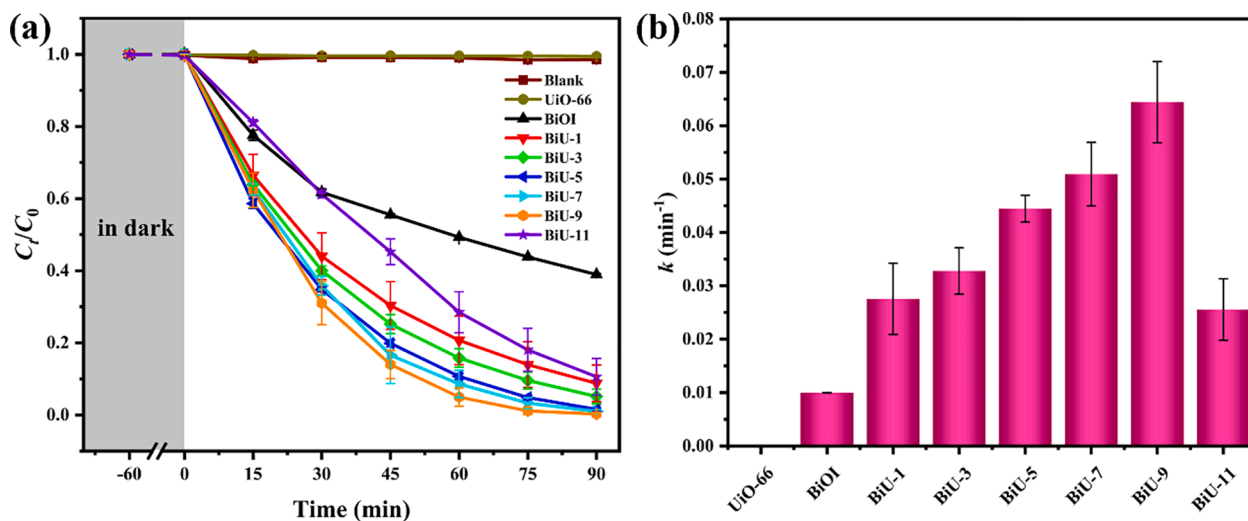 (a)
C_t/C_0
1.0
0.8
0.6
0.4
0.2
0.0
in dark
Blank
UiO-66
BiOI
BiU-1
BiU-3
BiU-5
BiU-7
BiU-9
BiU-11
-60 0 15 30 45 60 75 90
Time (min)
(b)
k (min⁻¹)
0.08
0.07
0.06
0.05
0.04
0.03
0.02
0.010
0.00
UiO-66 BiOI BiU-1 BiU-3 BiU-5 BiU-7 BiU-9 BiU-11